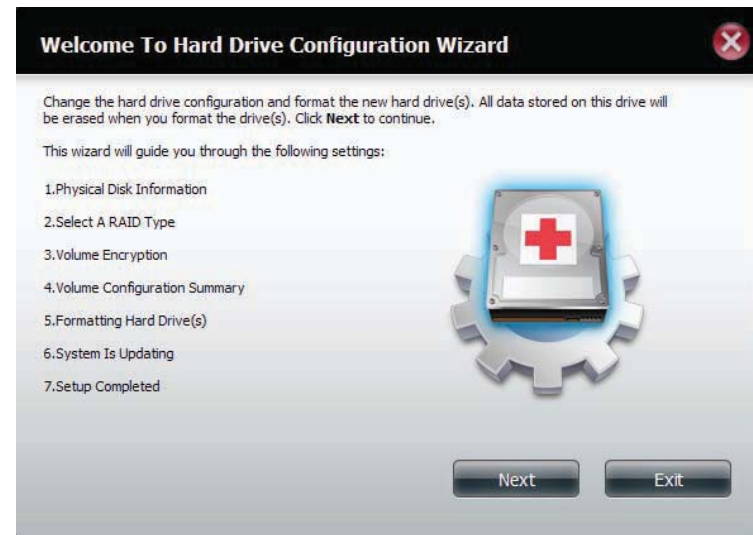 Welcome To Hard Drive Configuration Wizard
Change the hard drive configuration and format the new hard drive(s). All data stored on this drive will
be erased when you format the drive(s). Click Next to continue.
This wizard will guide you through the following settings:
1.Physical Disk Information
2.Select A RAID Type
3.Volume Encryption
4.Volume Configuration Summary
5.Formatting Hard Drive(s)
6.System Is Updating
7.Setup Completed
Next
Exit